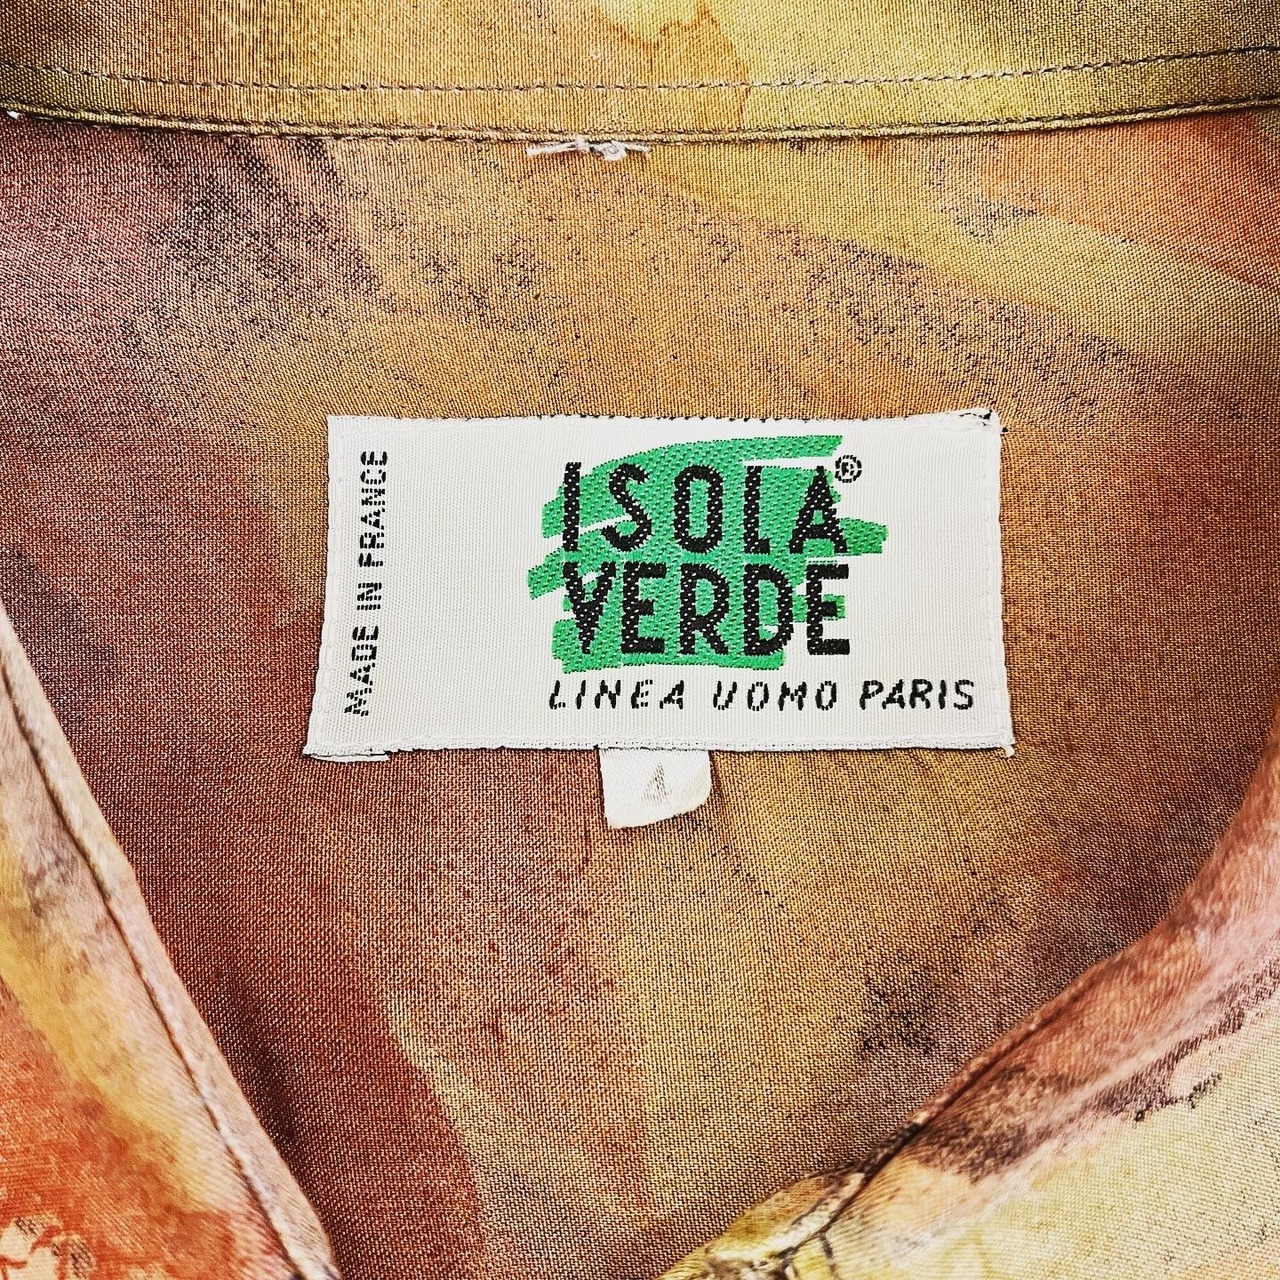 MADE IN FRANCE
ISOLA®
VERDE
LINEA UOMO PARIS